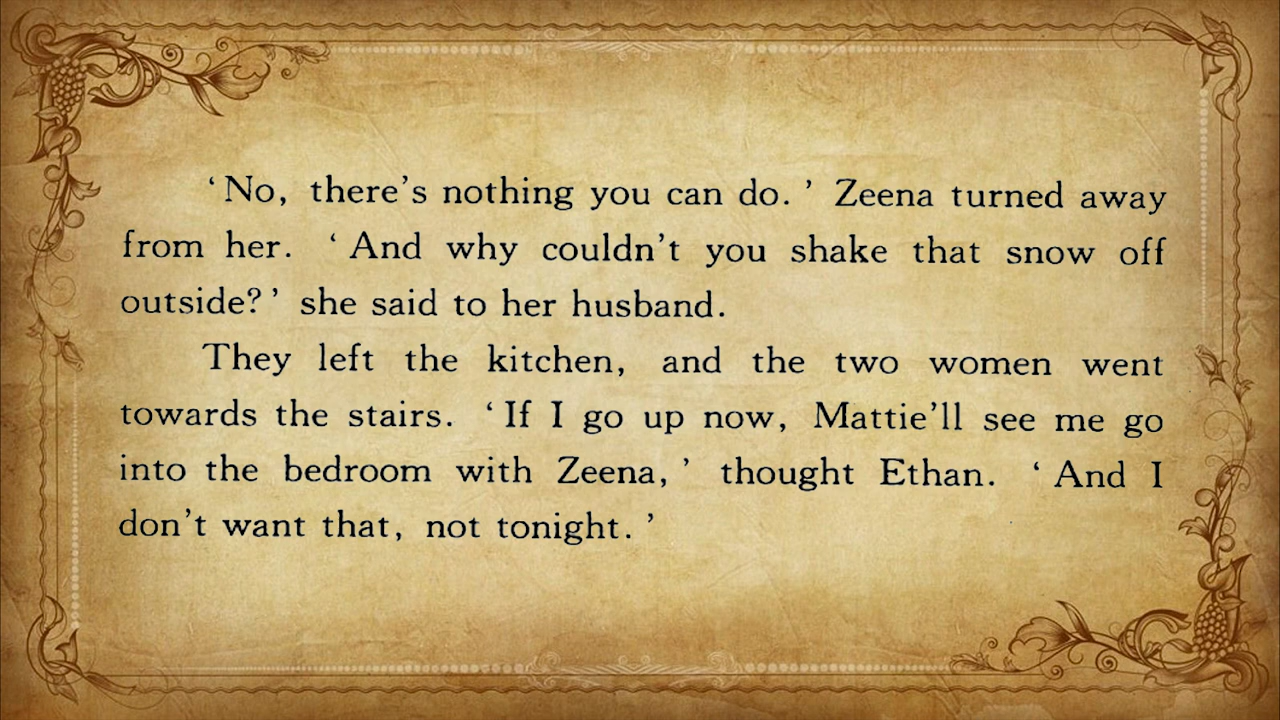 ‘No, there’s nothing you can do.’ Zeena turned away
from her. ‘And why couldn’t you shake that snow off
outside?’ she said to her husband.
They left the kitchen, and the two women went
towards the stairs. ‘If I go up now, Mattie’ll see me go
into the bedroom with Zeena,’ thought Ethan. ‘And I
don’t want that, not tonight.’